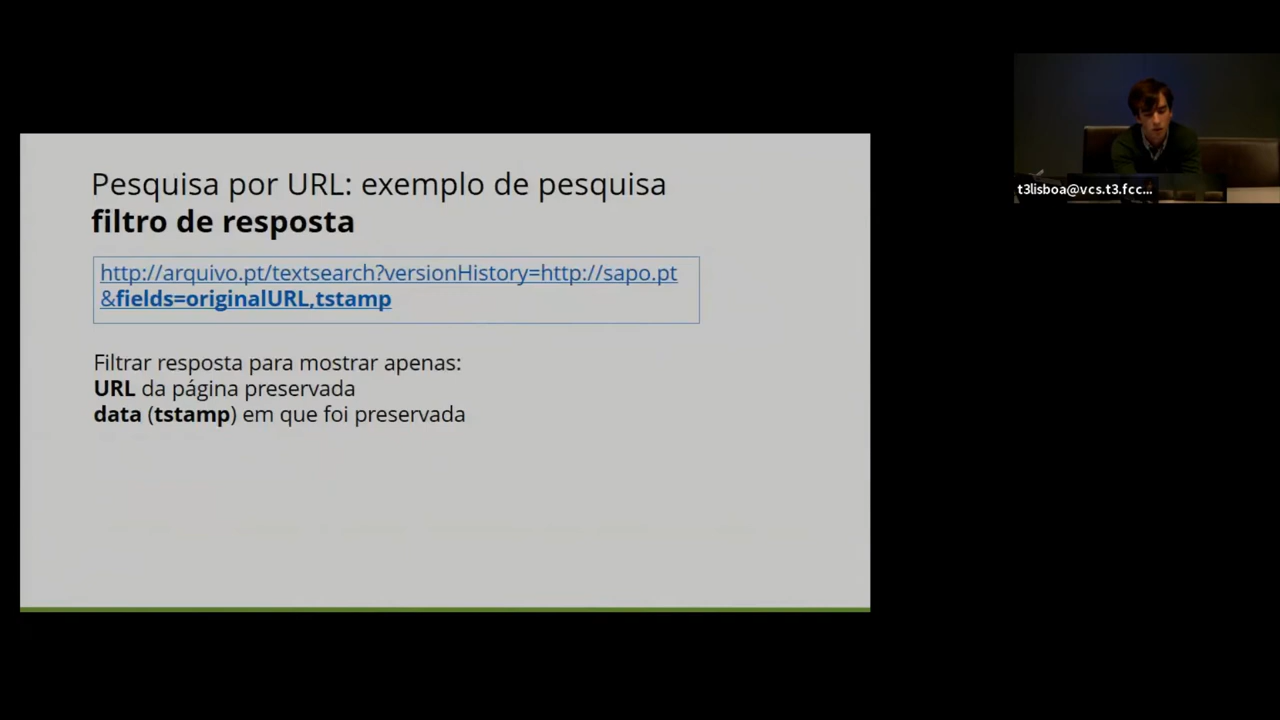 Pesquisa por URL: exemplo de pesquisa
filtro de resposta
http://arquivo.pt/textsearch?versionHistory=http://sapo.pt
&fields=originalURL,tstamp
Filtrar resposta para mostrar apenas:
URL da página preservada
data (tstamp) em que foi preservada
t3lisboa@vcs.t3.fcc...